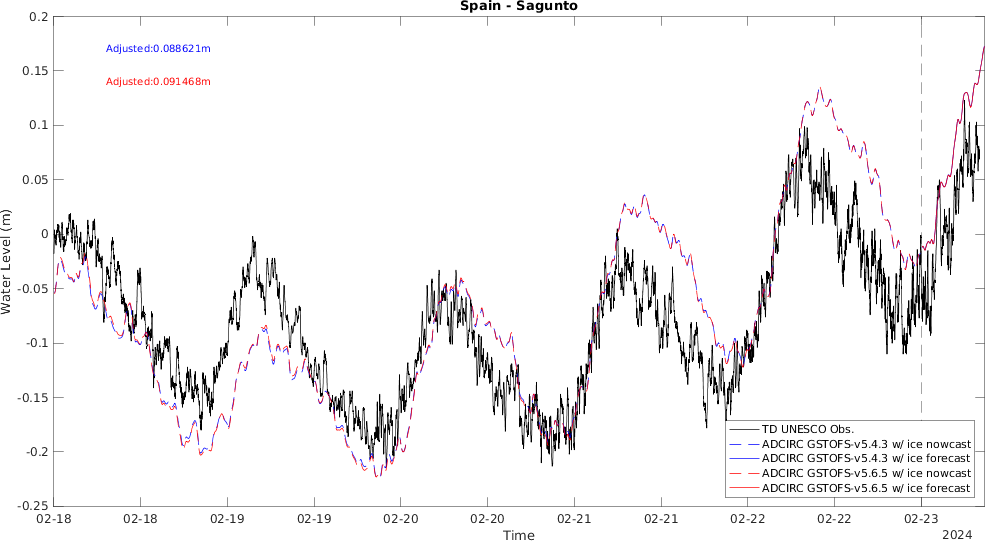 Spain - Sagunto
0.2
0.15
0.1
0.05
0
-0.05
-0.1
-0.15
-0.2
-0.25
Water Level (m)
Adjusted:0.088621m
Adjusted:0.091468m
TD UNESCO Obs.
ADCIRC GSTOFS-v5.4.3 w/ ice nowcast
ADCIRC GSTOFS-v5.4.3 w/ ice forecast
ADCIRC GSTOFS-v5.6.5 w/ ice nowcast
ADCIRC GSTOFS-v5.6.5 w/ ice forecast
02-18 02-18 02-19 02-19 02-20 02-20 02-21 02-21 02-22 02-22 02-23
Time
2024